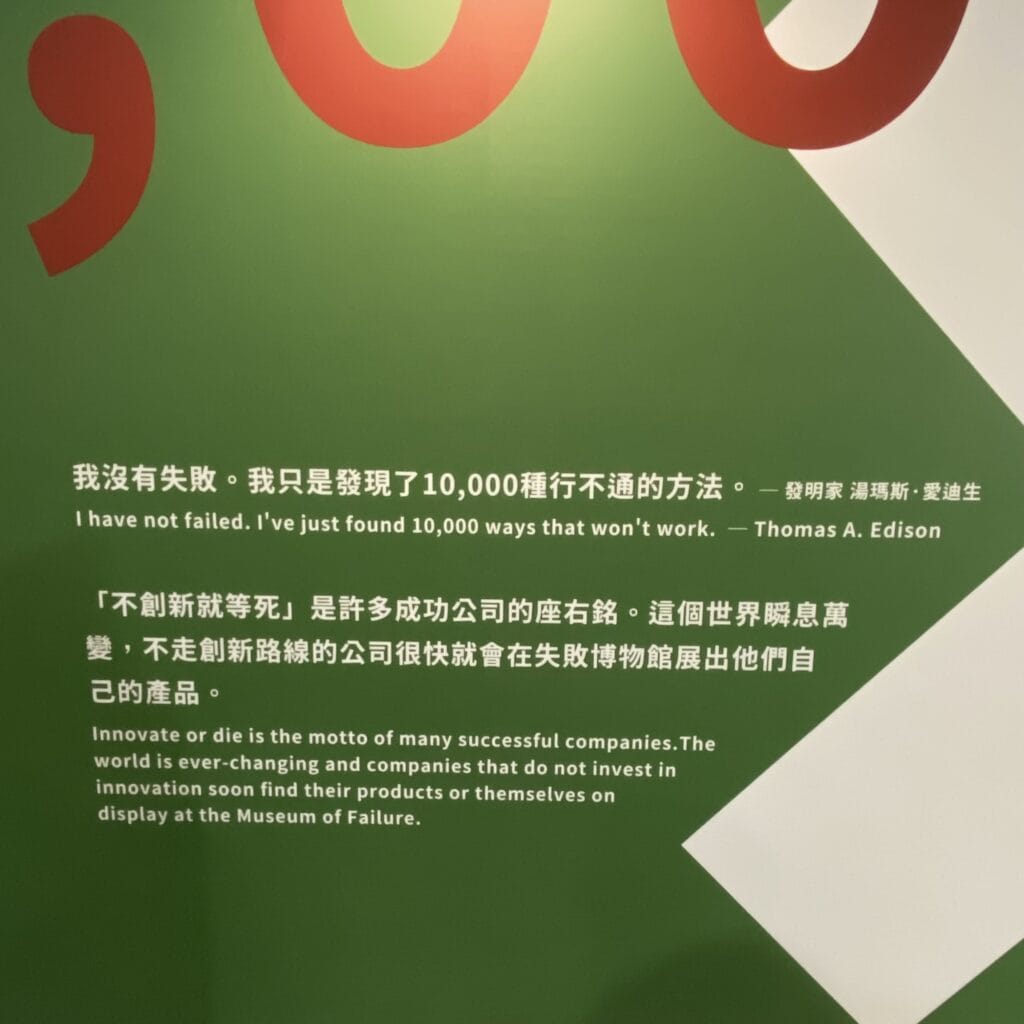 ,00
我沒有失敗。我只是發現了10,000種行不通的方法。 — 發明家 湯瑪斯·愛迪生
I have not failed. I've just found 10,000 ways that won't work. — Thomas A. Edison
「不創新就等死」是許多成功公司的座右銘。這個世界瞬息萬
變，不走創新路線的公司很快就會在失敗博物館展出他們自
己的產品。
Innovate or die is the motto of many successful companies.The
world is ever-changing and companies that do not invest in
innovation soon find their products or themselves on
display at the Museum of Failure.